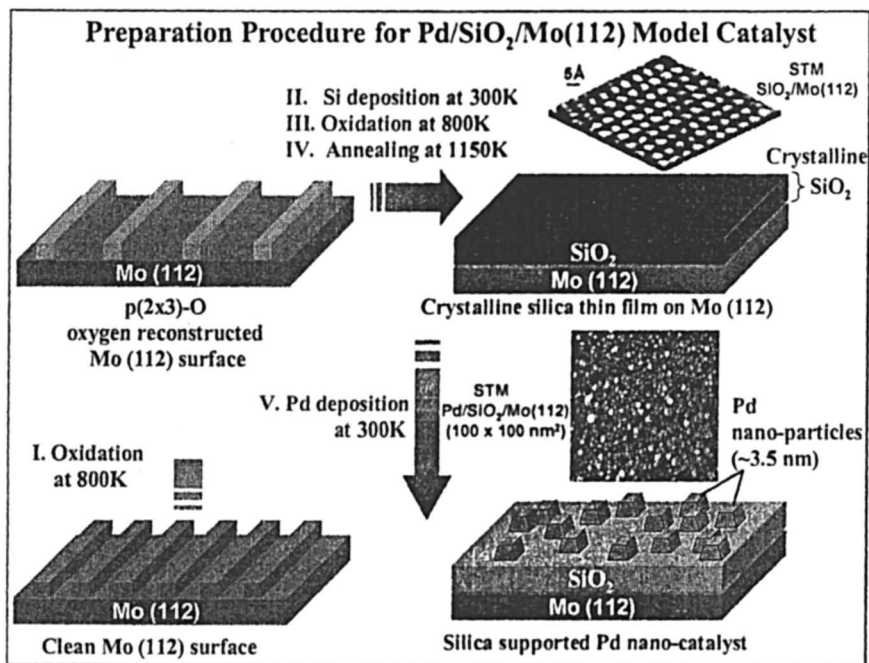 Preparation Procedure for Pd/SiO₂/Mo(112) Model Catalyst
II. Si deposition at 300K
III. Oxidation at 800K
IV. Annealing at 1150K
5Å
STM
SiO₂/Mo(112)
Crystalline
SiO₂
Mo (112)
p(2x3)-O
oxygen reconstructed
Mo (112) surface
SiO₂
Mo (112)
Crystalline silica thin film on Mo (112)
I. Oxidation
at 800K
V. Pd deposition
at 300K
STM
Pd/SiO₂/Mo(112)
(100 x 100 nm²)
Pd
nano-particles
(~3.5 nm)
Mo (112)
Clean Mo (112) surface
SiO₂
Mo (112)
Silica supported Pd nano-catalyst